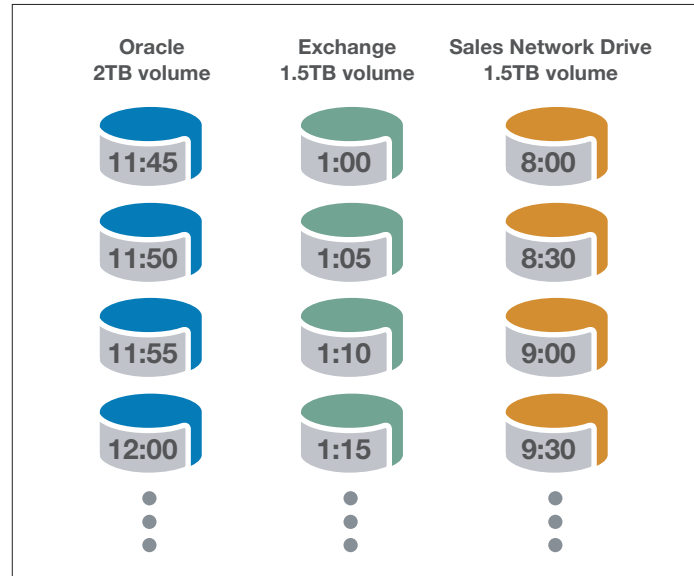 Oracle
2TB volume
Exchange
1.5TB volume
Sales Network Drive
1.5TB volume
11:45
1:00
8:00
11:50
1:05
8:30
11:55
1:10
9:00
12:00
1:15
9:30